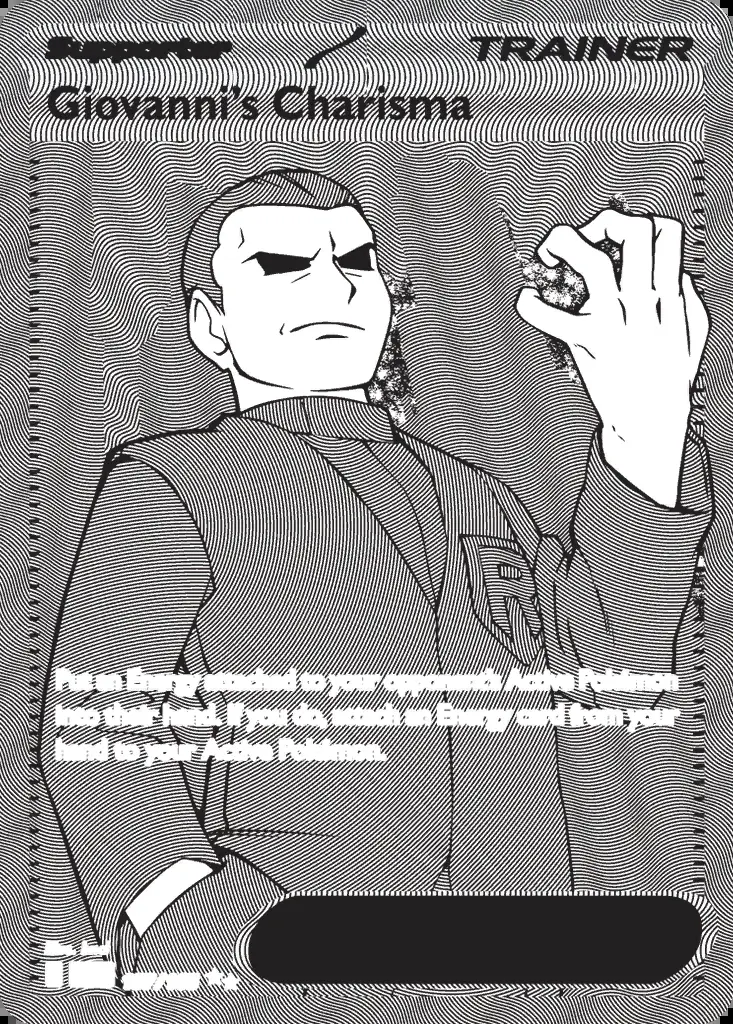 Supporter TRAINER
Giovanni's Charisma
R
Put an Energy attached to your opponent's Active Pokémon
into their hand. If you do, attach an Energy card from your
hand to your Active Pokémon.